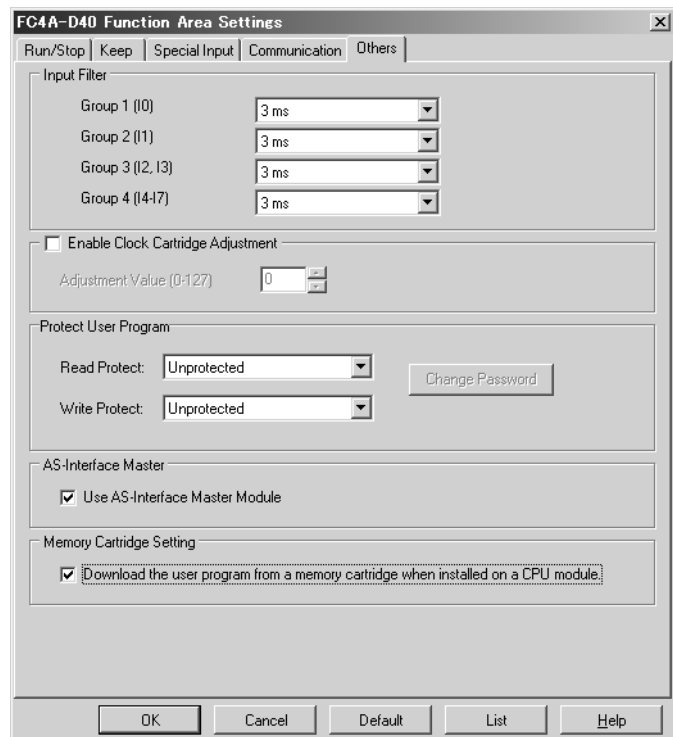 FC4A-D40 Function Area Settings
Run/Stop Keep Special Input Communication Others
Input Filter
Group 1 (I0) 3 ms
Group 2 (I1) 3 ms
Group 3 (I2, I3) 3 ms
Group 4 (I4-I7) 3 ms
Enable Clock Cartridge Adjustment
Adjustment Value (0-127) 0
Protect User Program
Read Protect: Unprotected
Change Password
Write Protect: Unprotected
AS-Interface Master
Use AS-Interface Master Module
Memory Cartridge Setting
Download the user program from a memory cartridge when installed on a CPU module.
OK Cancel Default List Help